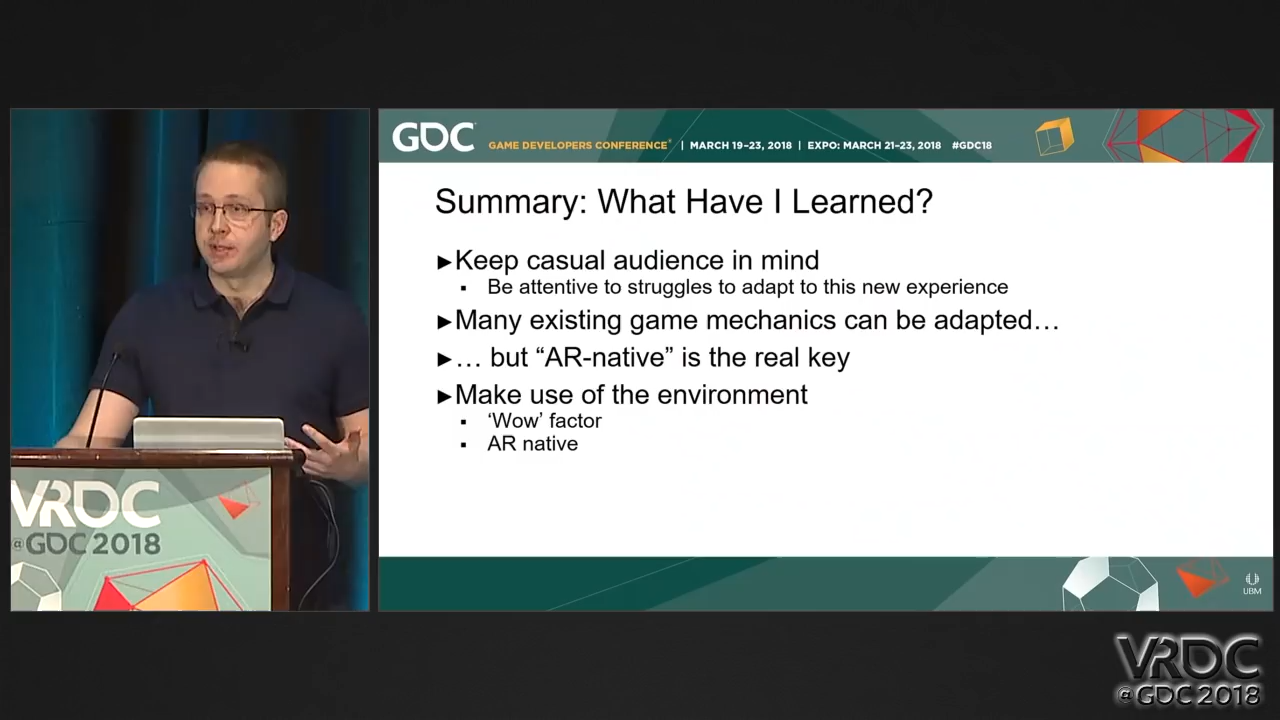 GDC GAME DEVELOPERS CONFERENCE® | MARCH 19–23, 2018 | EXPO: MARCH 21–23, 2018 #GDC18
Summary: What Have I Learned?
►Keep casual audience in mind
▪ Be attentive to struggles to adapt to this new experience
►Many existing game mechanics can be adapted…
►… but “AR-native” is the real key
►Make use of the environment
▪ ‘Wow’ factor
▪ AR native
VRDC
@GDC 2018
UBM
VRDC
@GDC 2018